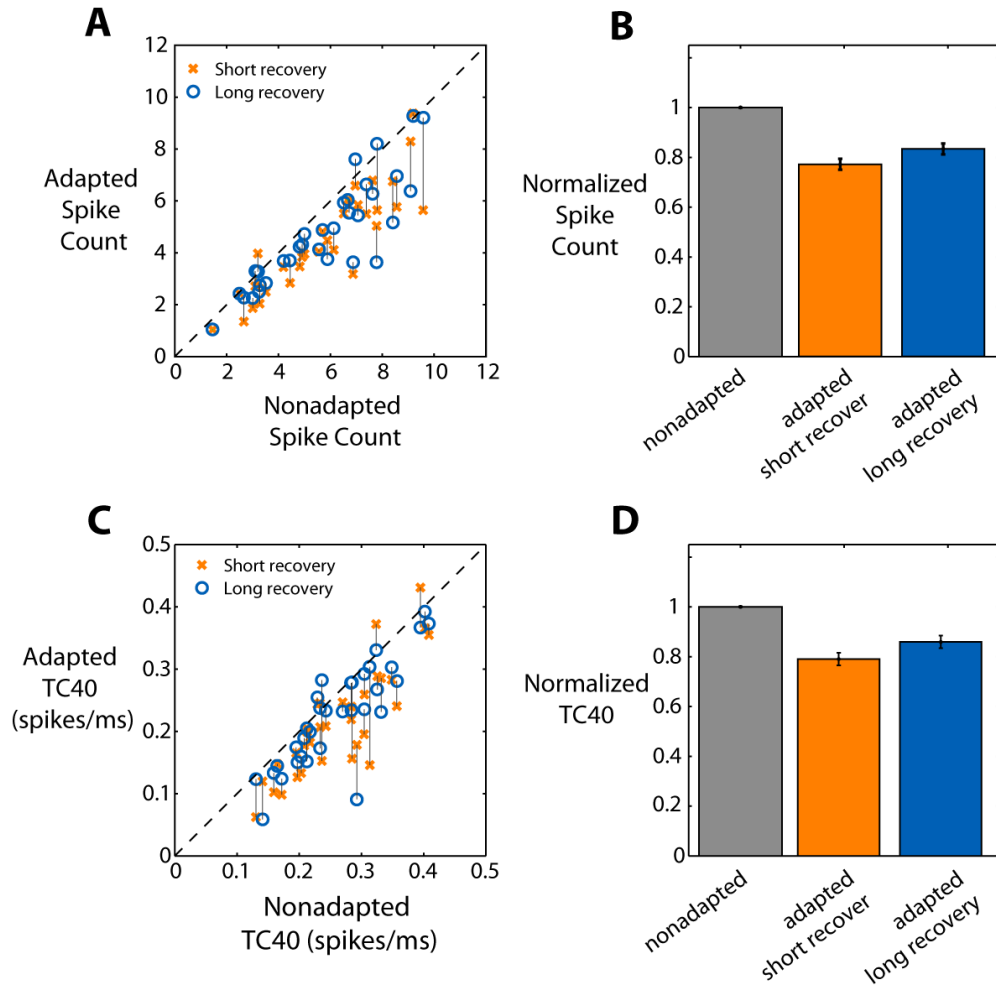 A
12
10
8
6
4
2
0
0 2 4 6 8 10 12
Short recovery
Long recovery
Adapted
Spike
Count
Nonadapted
Spike Count
B
1
0.8
0.6
0.4
0.2
0
Normalized
Spike
Count
nonadapted
adapted
short recover
adapted
long recovery
C
0.5
0.4
0.3
0.2
0.1
0
0 0.1 0.2 0.3 0.4 0.5
Short recovery
Long recovery
Adapted
TC40
(spikes/ms)
Nonadapted
TC40 (spikes/ms)
D
1
0.8
0.6
0.4
0.2
0
Normalized
TC40
nonadapted
adapted
short recover
adapted
long recovery